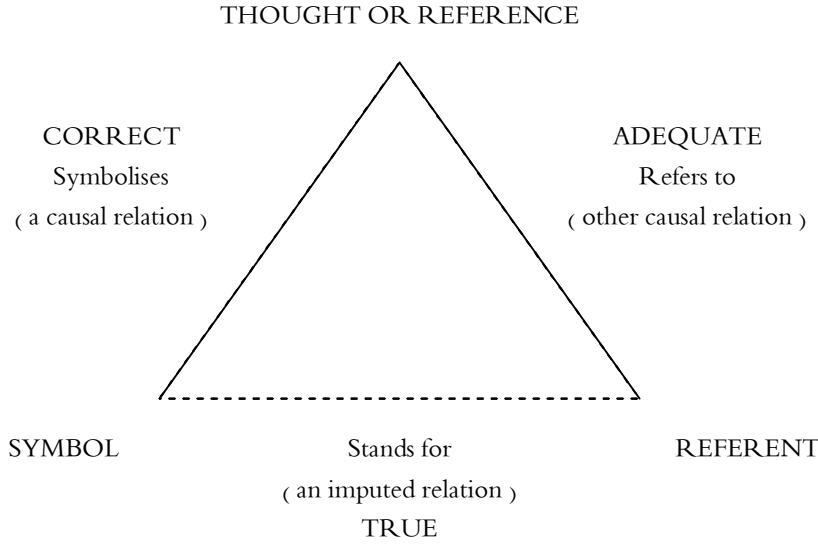 THOUGHT OR REFERENCE
CORRECT
Symbolises
( a causal relation )
ADEQUATE
Refers to
( other causal relation )
SYMBOL
Stands for
( an imputed relation )
TRUE
REFERENT